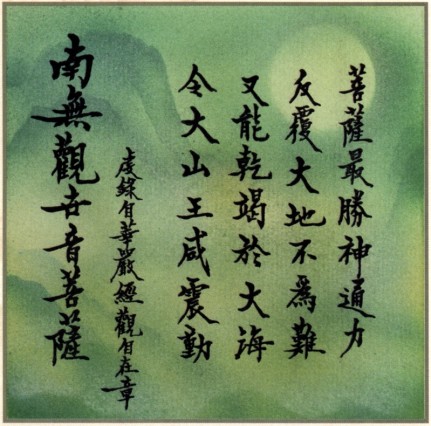 菩薩最勝神通力
反覆大地不為難
又能乾竭於大海
令大山王咸震動
虔錄自華嚴經觀自在章
南無觀世音菩薩